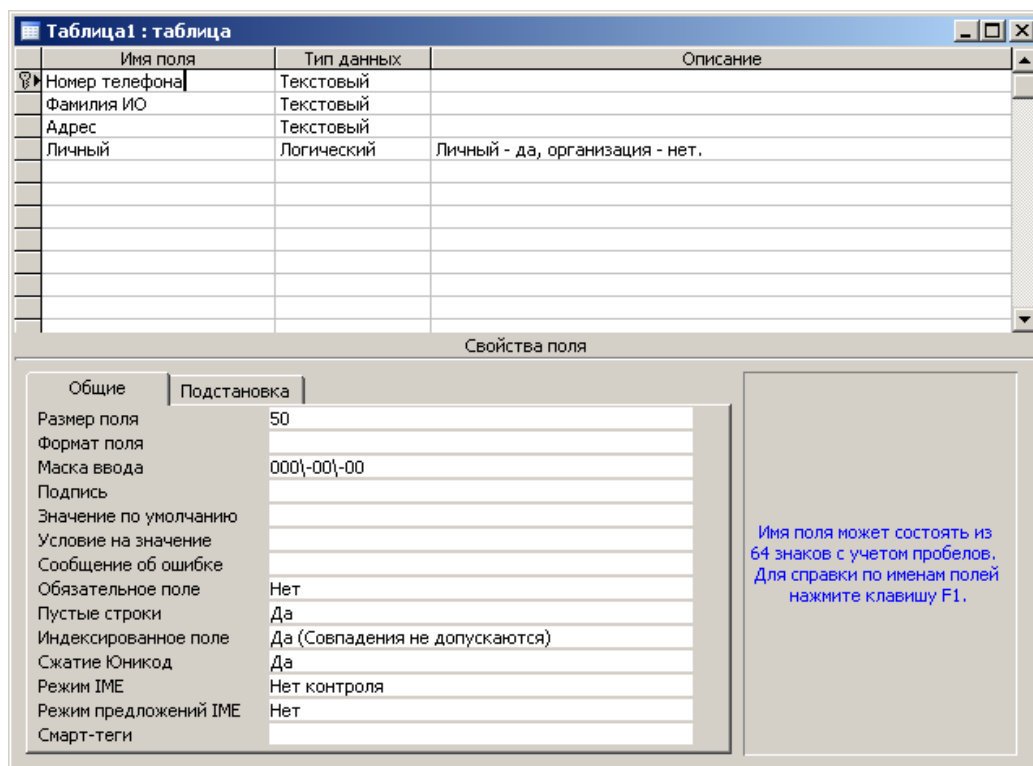 Таблица1 : таблица
Имя поля Тип данных Описание
Номер телефона Текстовый
Фамилия ИО Текстовый
Адрес Текстовый
Личный Логический Личный - да, организация - нет.
Свойства поля
Общие Подстановка
Размер поля 50
Формат поля
Маска ввода 000\-00\-00
Подпись
Значение по умолчанию
Условие на значение
Сообщение об ошибке
Обязательное поле Нет
Пустые строки Да
Индексированное поле Да (Совпадения не допускаются)
Сжатие Юникод Да
Режим IME Нет контроля
Режим предложений IME Нет
Смарт-теги
Имя поля может состоять из
64 знаков с учетом пробелов.
Для справки по именам полей
нажмите клавишу F1.